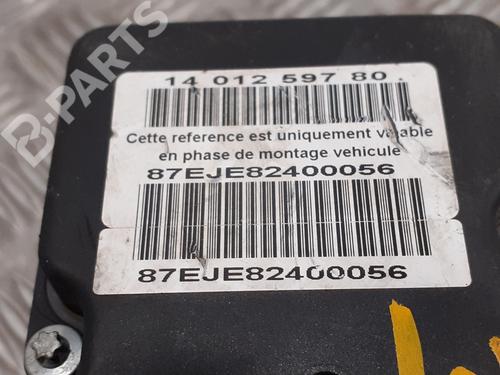 B-PARTS
14 012 597 80.
Cette reference est uniquement valable
en phase de montage vehicule
87EJE82400056
87EJE82400056